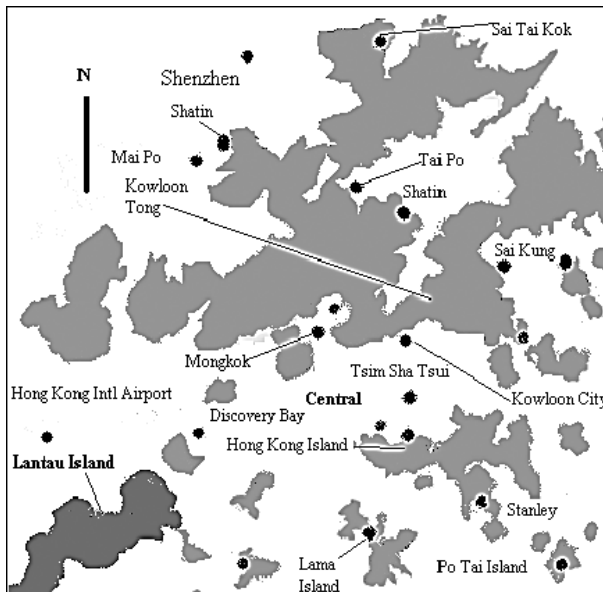 Sai Tai Kok
N
Shenzhen
Shatin
Mai Po
Tai Po
Kowloon
Tong
Shatin
Sai Kung
Mongkok
Tsim Sha Tsui
Hong Kong Intl Airport
Central
Kowloon City
Discovery Bay
Hong Kong Island
Lantau Island
Stanley
Lama
Island
Po Tai Island